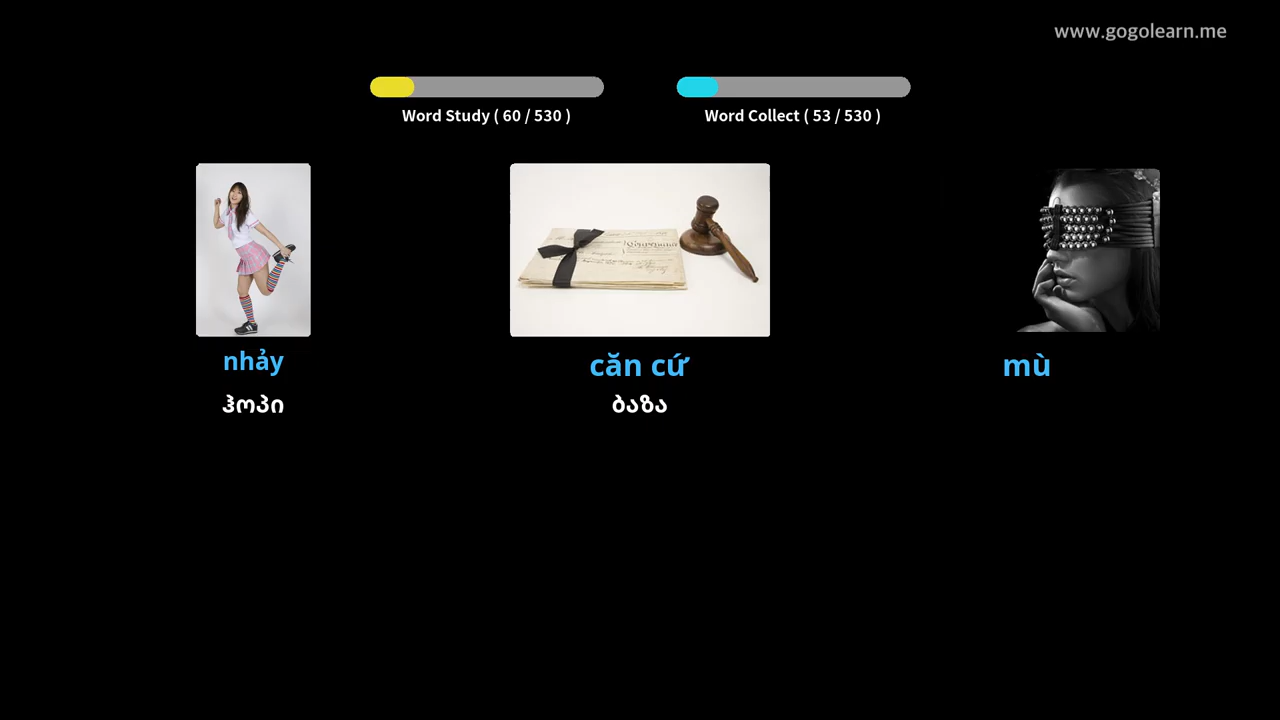 www.gogolearn.me
Word Study ( 60 / 530 )
Word Collect ( 53 / 530 )
nhảy
ჰოპი
căn cứ
ბაზა
mù